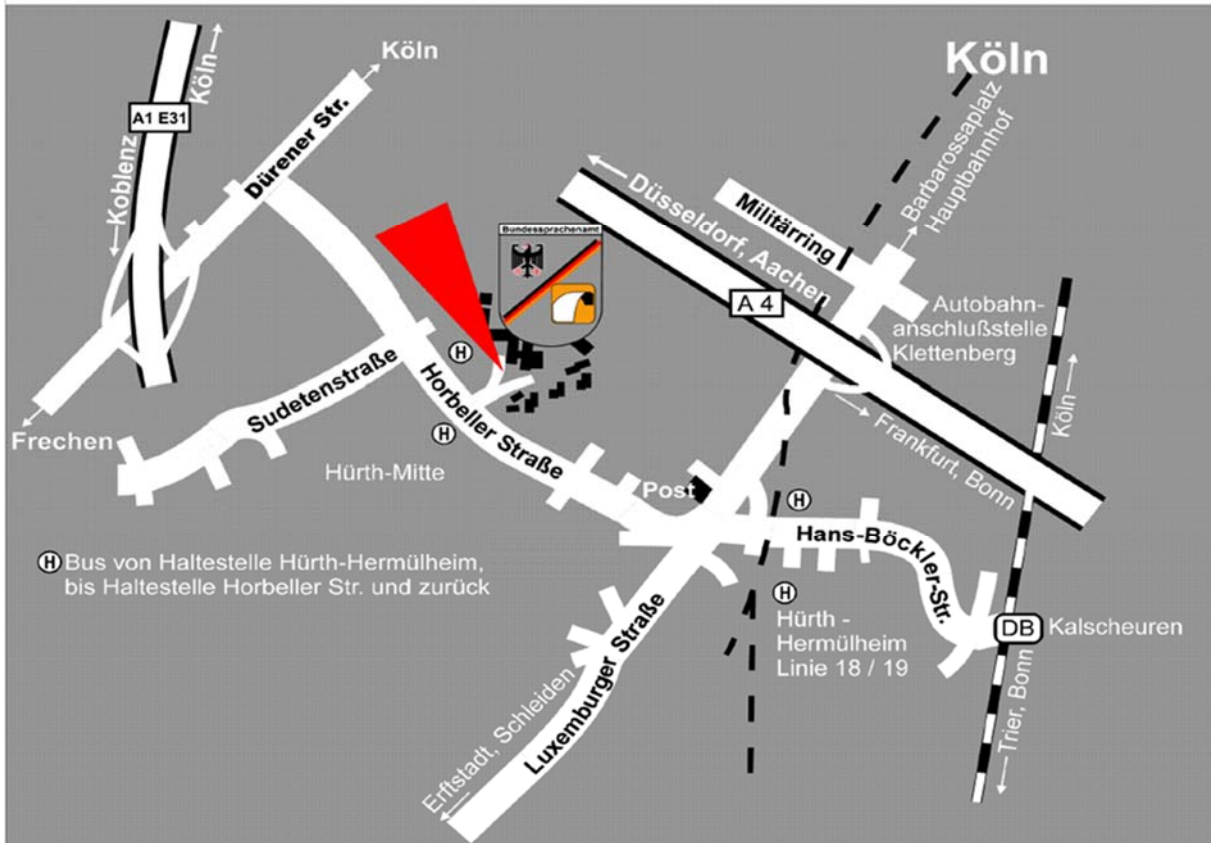 Köln
Köln
Köln
A1 E31
Koblenz
Dürener Str.
Barbarossaplatz
Hauptbahnhof
Militärring
Düsseldorf, Aachen
Bundessprachenamt
A 4
Autobahn-
anschlußstelle
Klettenberg
H
Sudetenstraße
Horbeller Straße
Köln
Frechen
H
Hürth-Mitte
Frankfurt, Bonn
Post
H
Hans-Böckler-Str.
H Bus von Haltestelle Hürth-Hermülheim,
bis Haltestelle Horbeller Str. und zurück
H
Hürth -
Hermülheim
Linie 18 / 19
DB Kalscheuren
Luxemburger Straße
Erftstadt, Schleiden
Trier, Bonn